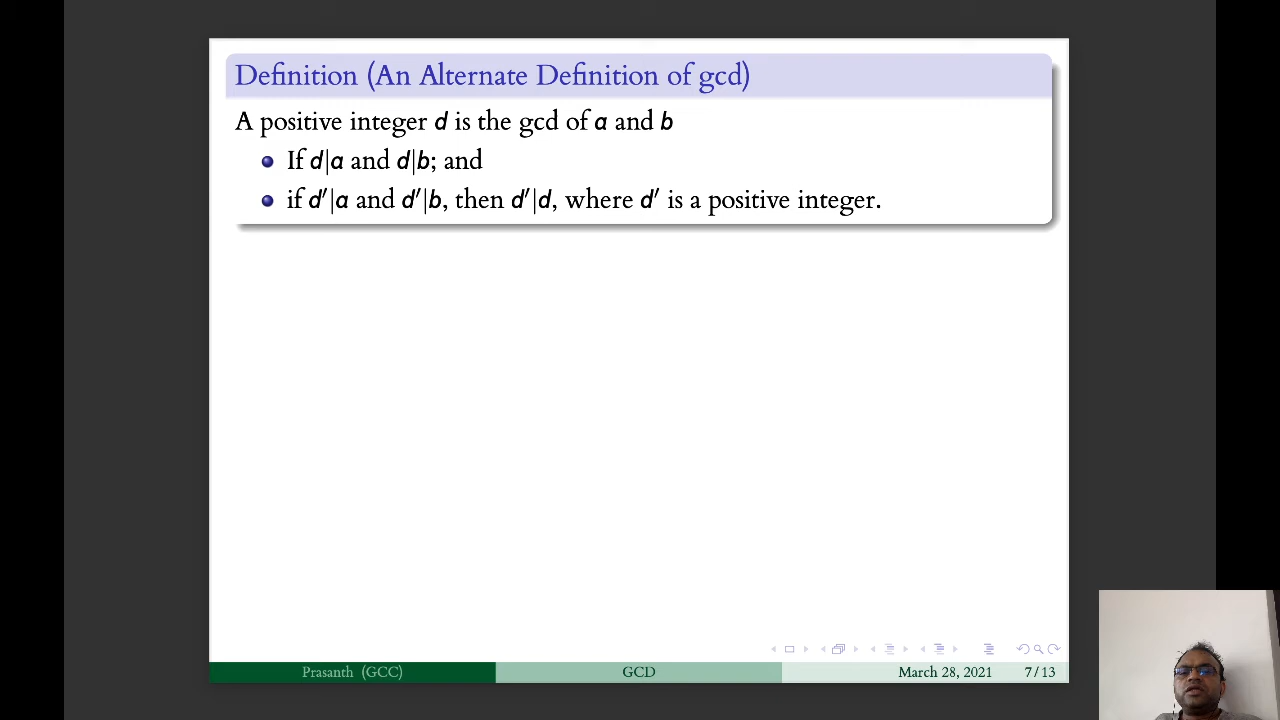 Definition (An Alternate Definition of gcd)
A positive integer d is the gcd of a and b
If d|a and d|b; and
if d′|a and d′|b, then d′|d, where d′ is a positive integer.
Prasanth (GCC) GCD March 28, 2021 7 / 13